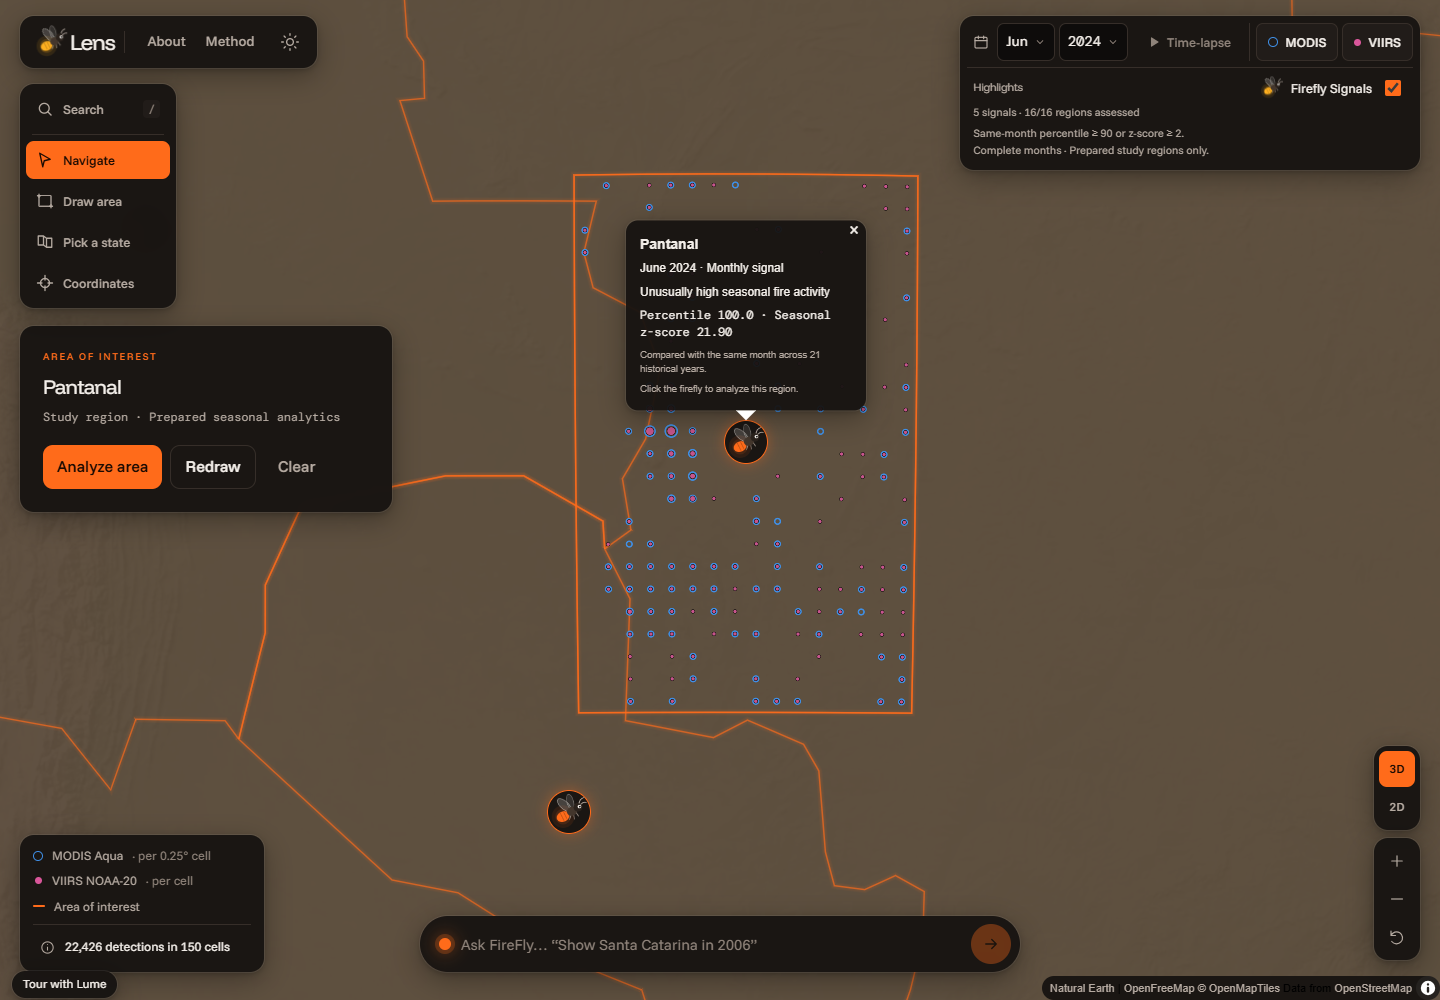 Lens
About
Method
Search
/
Navigate
Draw area
Pick a state
Coordinates
AREA OF INTEREST
Pantanal
Study region · Prepared seasonal analytics
Analyze area
Redraw
Clear
Jun
2024
Time-lapse
MODIS
VIIRS
Highlights
Firefly Signals
5 signals · 16/16 regions assessed
Same-month percentile ≥ 90 or z-score ≥ 2.
Complete months · Prepared study regions only.
×
Pantanal
June 2024 · Monthly signal
Unusually high seasonal fire activity
Percentile 100.0 · Seasonal
z-score 21.90
Compared with the same month across 21
historical years.
Click the firefly to analyze this region.
MODIS Aqua · per 0.25° cell
VIIRS NOAA-20 · per cell
Area of interest
22,426 detections in 150 cells
Tour with Lume
Ask FireFly… “Show Santa Catarina in 2006”
3D
2D
Natural Earth OpenFreeMap © OpenMapTiles Data from OpenStreetMap